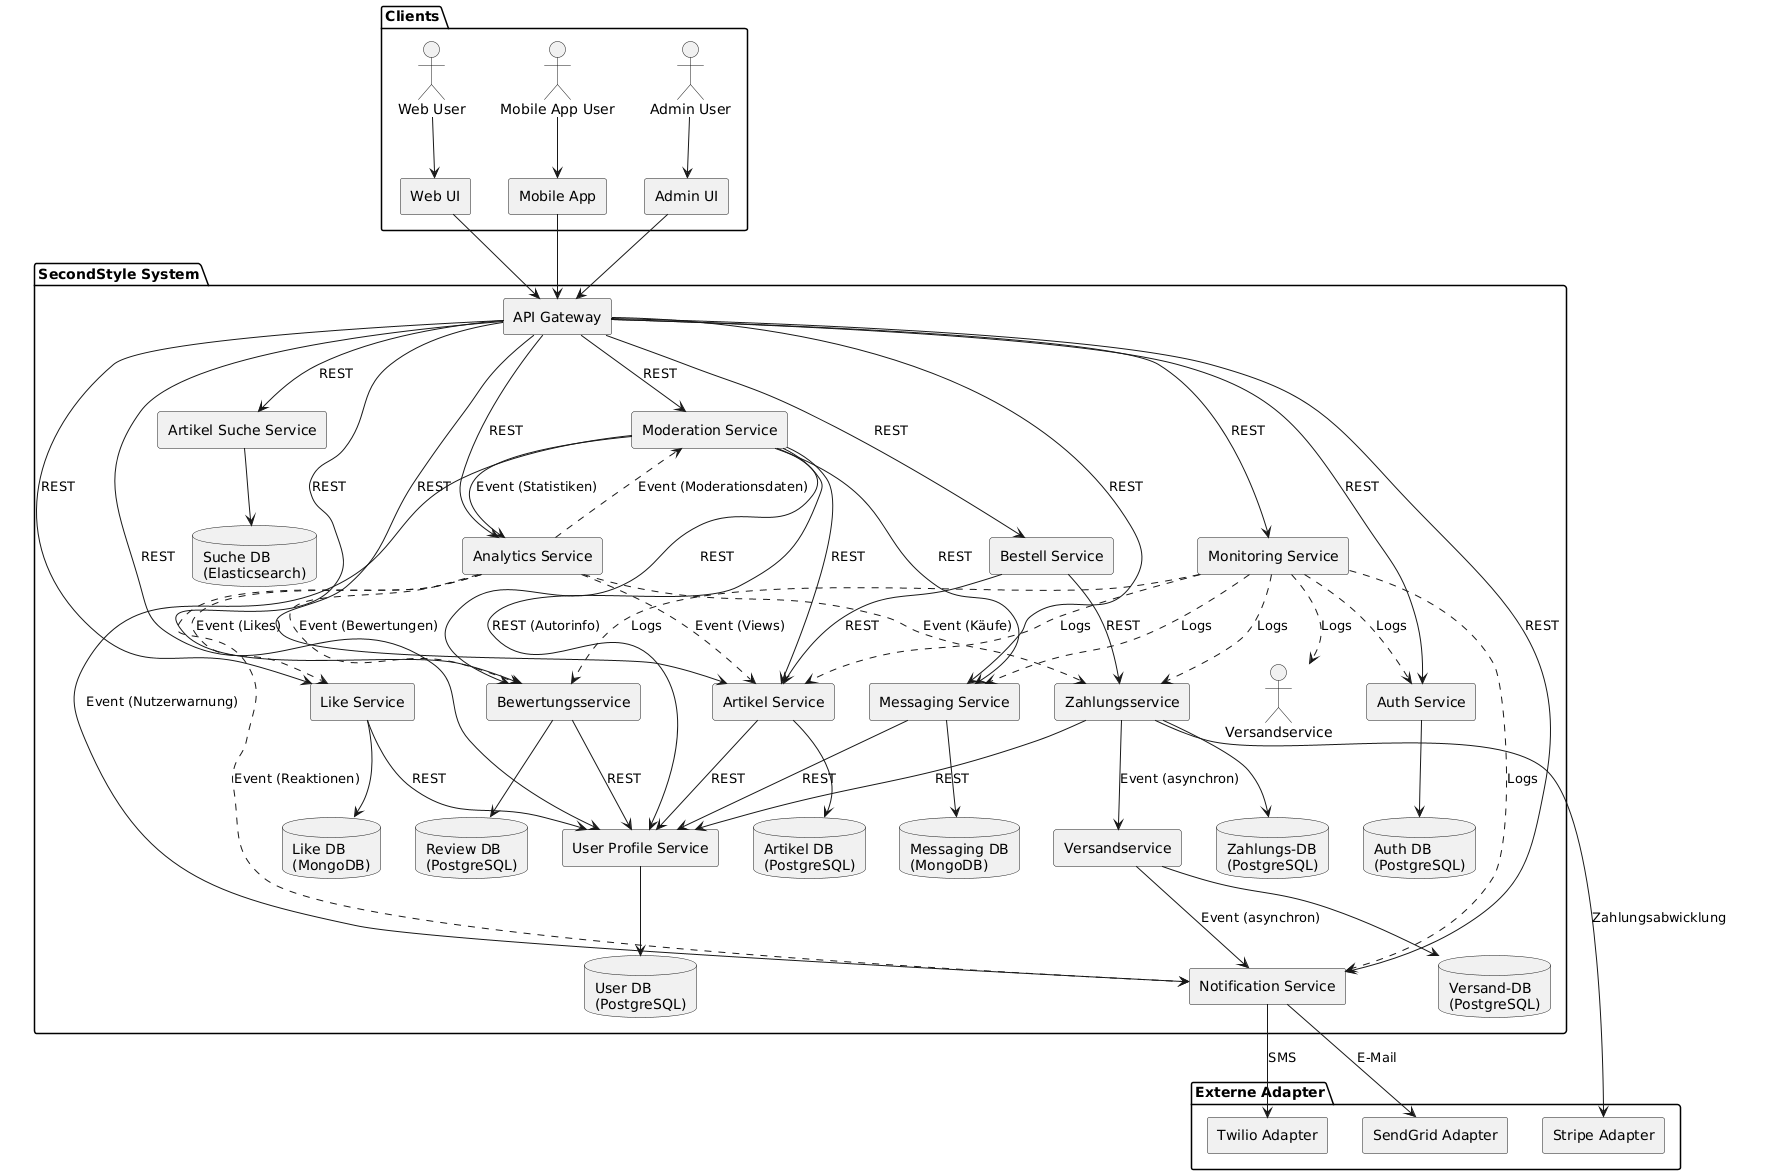 Clients
Web User
Mobile App User
Admin User
Web UI
Mobile App
Admin UI
SecondStyle System
API Gateway
REST
REST
Artikel Suche Service
Moderation Service
REST
REST
REST
REST
REST
REST
REST
REST
REST
Event (Statistiken)
Event (Moderationsdaten)
Suche DB
(Elasticsearch)
REST
Analytics Service
REST
REST
REST
Bestell Service
Monitoring Service
Event (Likes)
Event (Bewertungen)
REST (Autorinfo)
Logs
Event (Views)
REST
Event (Käufe)
Logs
REST
Logs
Logs
Logs
Logs
REST
Event (Nutzerwarnung)
Like Service
Bewertungsservice
Artikel Service
Messaging Service
Zahlungsservice
Versandservice
Auth Service
Event (Reaktionen)
REST
REST
REST
REST
REST
Event (asynchron)
Logs
Like DB
(MongoDB)
Review DB
(PostgreSQL)
User Profile Service
Artikel DB
(PostgreSQL)
Messaging DB
(MongoDB)
Versandservice
Zahlungs-DB
(PostgreSQL)
Auth DB
(PostgreSQL)
Event (asynchron)
Zahlungsabwicklung
User DB
(PostgreSQL)
Notification Service
Versand-DB
(PostgreSQL)
SMS
E-Mail
Externe Adapter
Twilio Adapter
SendGrid Adapter
Stripe Adapter